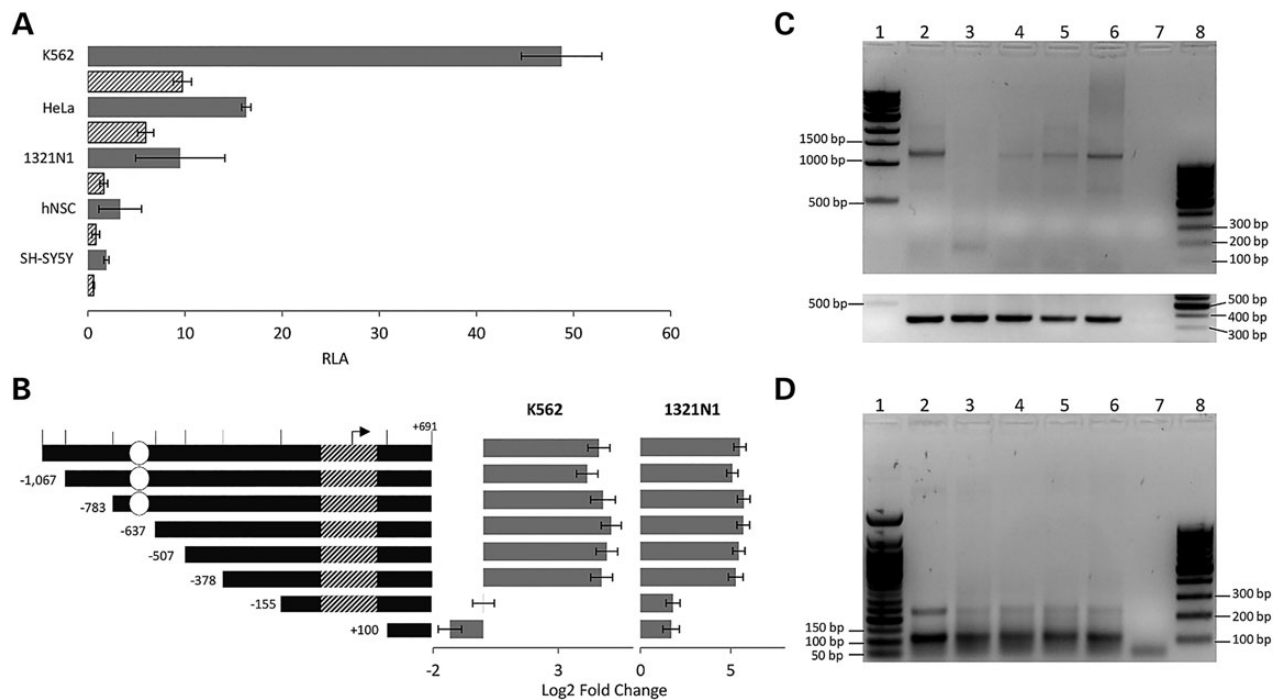 A
K562
HeLa
1321N1
hNSC
SH-SY5Y
0 10 20 30 40 50 60
RLA
B
K562 1321N1
+691
-1,067
-783
-637
-507
-378
-155
+100
-2 3 0 5
Log2 Fold Change
C
1 2 3 4 5 6 7 8
1500 bp
1000 bp
500 bp
300 bp
200 bp
100 bp
500 bp
500 bp
400 bp
300 bp
D
1 2 3 4 5 6 7 8
150 bp
100 bp
50 bp
300 bp
200 bp
100 bp